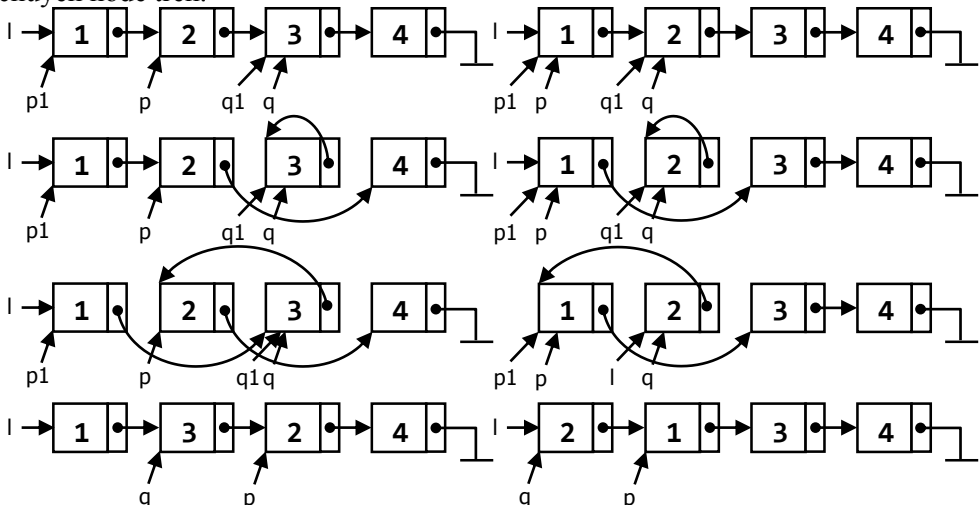 l 1 2 3 4 l 1 2 3 4
p1 p q1 q p1 p q1 q
l 1 2 3 4 l 1 2 3 4
p1 p q1 q p1 p q1 q
l 1 2 3 4 1 2 3 4
p1 p q1 q p1 p l q
l 1 3 2 4 l 2 1 3 4
q p q p